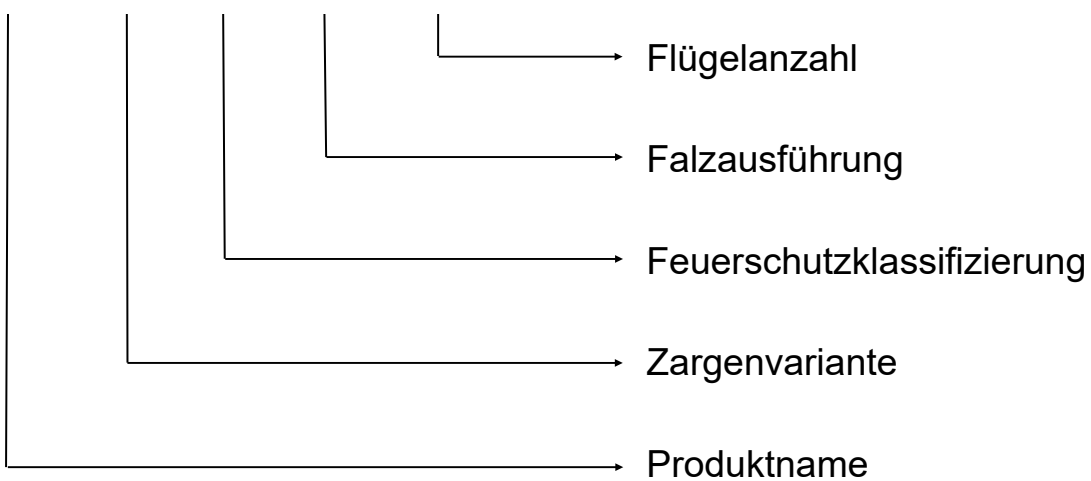 Flügelanzahl
Falzausführung
Feuerschutzklassifizierung
Zargenvariante
Produktname